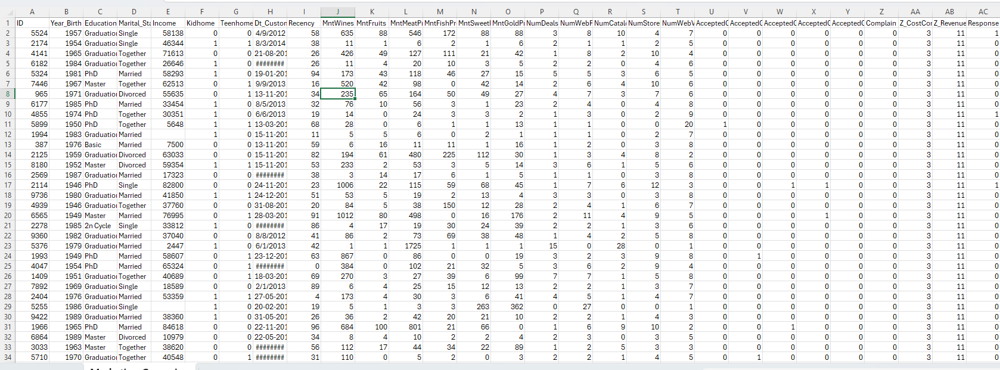 A B C D E F G H I J K L M N O P Q R S T U V W X Y Z AA AB AC
1 ID Year_Birth Education Marital_Sta Income Kidhome Teenhome Dt_Custon Recency MntWines MntFruits MntMeatPr MntFishPr MntSweetl MntGoldPr NumDeals NumWebF NumCatal NumStore NumWebV AcceptedC AcceptedC AcceptedC AcceptedC AcceptedC Complain Z_CostCor Z_Revenue Response
2 5524 1957 Graduation Single 58138 0 0 4/9/2012 58 635 88 546 172 88 88 3 8 10 4 7 0 0 0 0 0 0 3 11 1
3 2174 1954 Graduation Single 46344 1 1 8/3/2014 38 11 1 6 2 1 6 2 1 1 2 5 0 0 0 0 0 0 3 11 0
4 4141 1965 Graduation Together 71613 0 0 21-08-201 26 426 49 127 111 21 42 1 8 2 10 4 0 0 0 0 0 0 3 11 0
5 6182 1984 Graduation Together 26646 1 0 ######## 26 11 4 20 10 3 5 2 2 0 4 6 0 0 0 0 0 0 3 11 0
6 5324 1981 PhD Married 58293 1 0 19-01-201 94 173 43 118 46 27 15 5 5 3 6 5 0 0 0 0 0 0 3 11 0
7 7446 1967 Master Together 62513 0 1 9/9/2013 16 520 42 98 0 42 14 2 6 4 10 6 0 0 0 0 0 0 3 11 0
8 965 1971 Graduation Divorced 55635 0 1 13-11-201 34 235 65 164 50 49 27 4 7 3 7 6 0 0 0 0 0 0 3 11 0
9 6177 1985 PhD Married 33454 1 0 8/5/2013 32 76 10 56 3 1 23 2 4 0 4 8 0 0 0 0 0 0 3 11 0
10 4855 1974 PhD Together 30351 1 0 6/6/2013 19 14 0 24 3 3 2 1 3 0 2 9 0 0 0 0 0 0 3 11 1
11 5899 1950 PhD Together 5648 1 1 13-03-201 68 28 0 6 1 1 13 1 1 0 0 20 1 0 0 0 0 0 3 11 0
12 1994 1983 Graduation Married 1 0 15-11-201 11 5 5 6 0 2 1 1 1 0 2 7 0 0 0 0 0 0 3 11 0
13 387 1976 Basic Married 7500 0 0 13-11-201 59 6 16 11 11 1 16 1 2 0 3 8 0 0 0 0 0 0 3 11 0
14 2125 1959 Graduation Divorced 63033 0 0 15-11-201 82 194 61 480 225 112 30 1 3 4 8 2 0 0 0 0 0 0 3 11 0
15 8180 1952 Master Divorced 59354 1 1 15-11-201 53 233 2 53 3 5 14 3 6 1 5 6 0 0 0 0 0 0 3 11 0
16 2569 1987 Graduation Married 17323 0 0 ######## 38 3 14 17 6 1 5 1 1 0 3 8 0 0 0 0 0 0 3 11 0
17 2114 1946 PhD Single 82800 0 0 24-11-201 23 1006 22 115 59 68 45 1 7 6 12 3 0 0 1 1 0 0 3 11 1
18 9736 1980 Graduation Married 41850 1 1 24-12-201 51 53 5 19 2 13 4 3 3 0 3 8 0 0 0 0 0 0 3 11 0
19 4939 1946 Graduation Together 37760 0 0 31-08-201 20 84 5 38 150 12 28 2 4 1 6 7 0 0 0 0 0 0 3 11 0
20 6565 1949 Master Married 76995 0 1 28-03-201 91 1012 80 498 0 16 176 2 11 4 9 5 0 0 0 1 0 0 3 11 0
21 2278 1985 2n Cycle Single 33812 1 0 ######## 86 4 17 19 30 24 39 2 2 1 3 6 0 0 0 0 0 0 3 11 0
22 9360 1982 Graduation Married 37040 0 0 8/8/2012 41 86 2 73 69 38 48 1 4 2 5 8 0 0 0 0 0 0 3 11 0
23 5376 1979 Graduation Married 2447 1 0 6/1/2013 42 1 1 1725 1 1 1 15 0 28 0 1 0 0 0 0 0 0 3 11 0
24 1993 1949 PhD Married 58607 0 1 23-12-201 63 867 0 86 0 0 19 3 2 3 9 8 0 1 0 0 0 0 3 11 0
25 4047 1954 PhD Married 65324 0 1 ######## 0 384 0 102 21 32 5 3 6 2 9 4 0 0 0 0 0 0 3 11 0
26 1409 1951 Graduation Together 40689 0 1 18-03-201 69 270 3 27 39 6 99 7 7 1 5 8 0 0 0 0 0 0 3 11 0
27 7892 1969 Graduation Single 18589 0 0 2/1/2013 89 6 4 25 15 12 13 2 2 1 3 7 0 0 0 0 0 0 3 11 0
28 2404 1976 Graduation Married 53359 1 1 27-05-201 4 173 4 30 3 6 41 4 5 1 4 7 0 0 0 0 0 0 3 11 0
29 5255 1986 Graduation Single 1 0 20-02-201 19 5 1 3 3 263 362 0 27 0 0 1 0 0 0 0 0 0 3 11 0
30 9422 1989 Graduation Married 38360 1 0 31-05-201 26 36 2 42 20 21 10 2 2 1 4 3 0 0 0 0 0 0 3 11 0
31 1966 1965 PhD Married 84618 0 0 22-11-201 96 684 100 801 21 66 0 1 6 9 10 2 0 0 1 0 0 0 3 11 0
32 6864 1989 Master Divorced 10979 0 0 22-05-201 34 8 4 10 2 2 4 2 3 0 3 5 0 0 0 0 0 0 3 11 0
33 3033 1963 Master Together 38620 0 0 ######## 56 112 17 44 34 22 89 1 2 5 3 3 0 0 0 0 0 0 3 11 0
34 5710 1970 Graduation Together 40548 0 1 ######## 31 110 0 5 2 0 3 2 2 1 4 5 0 1 0 0 0 0 3 11 0